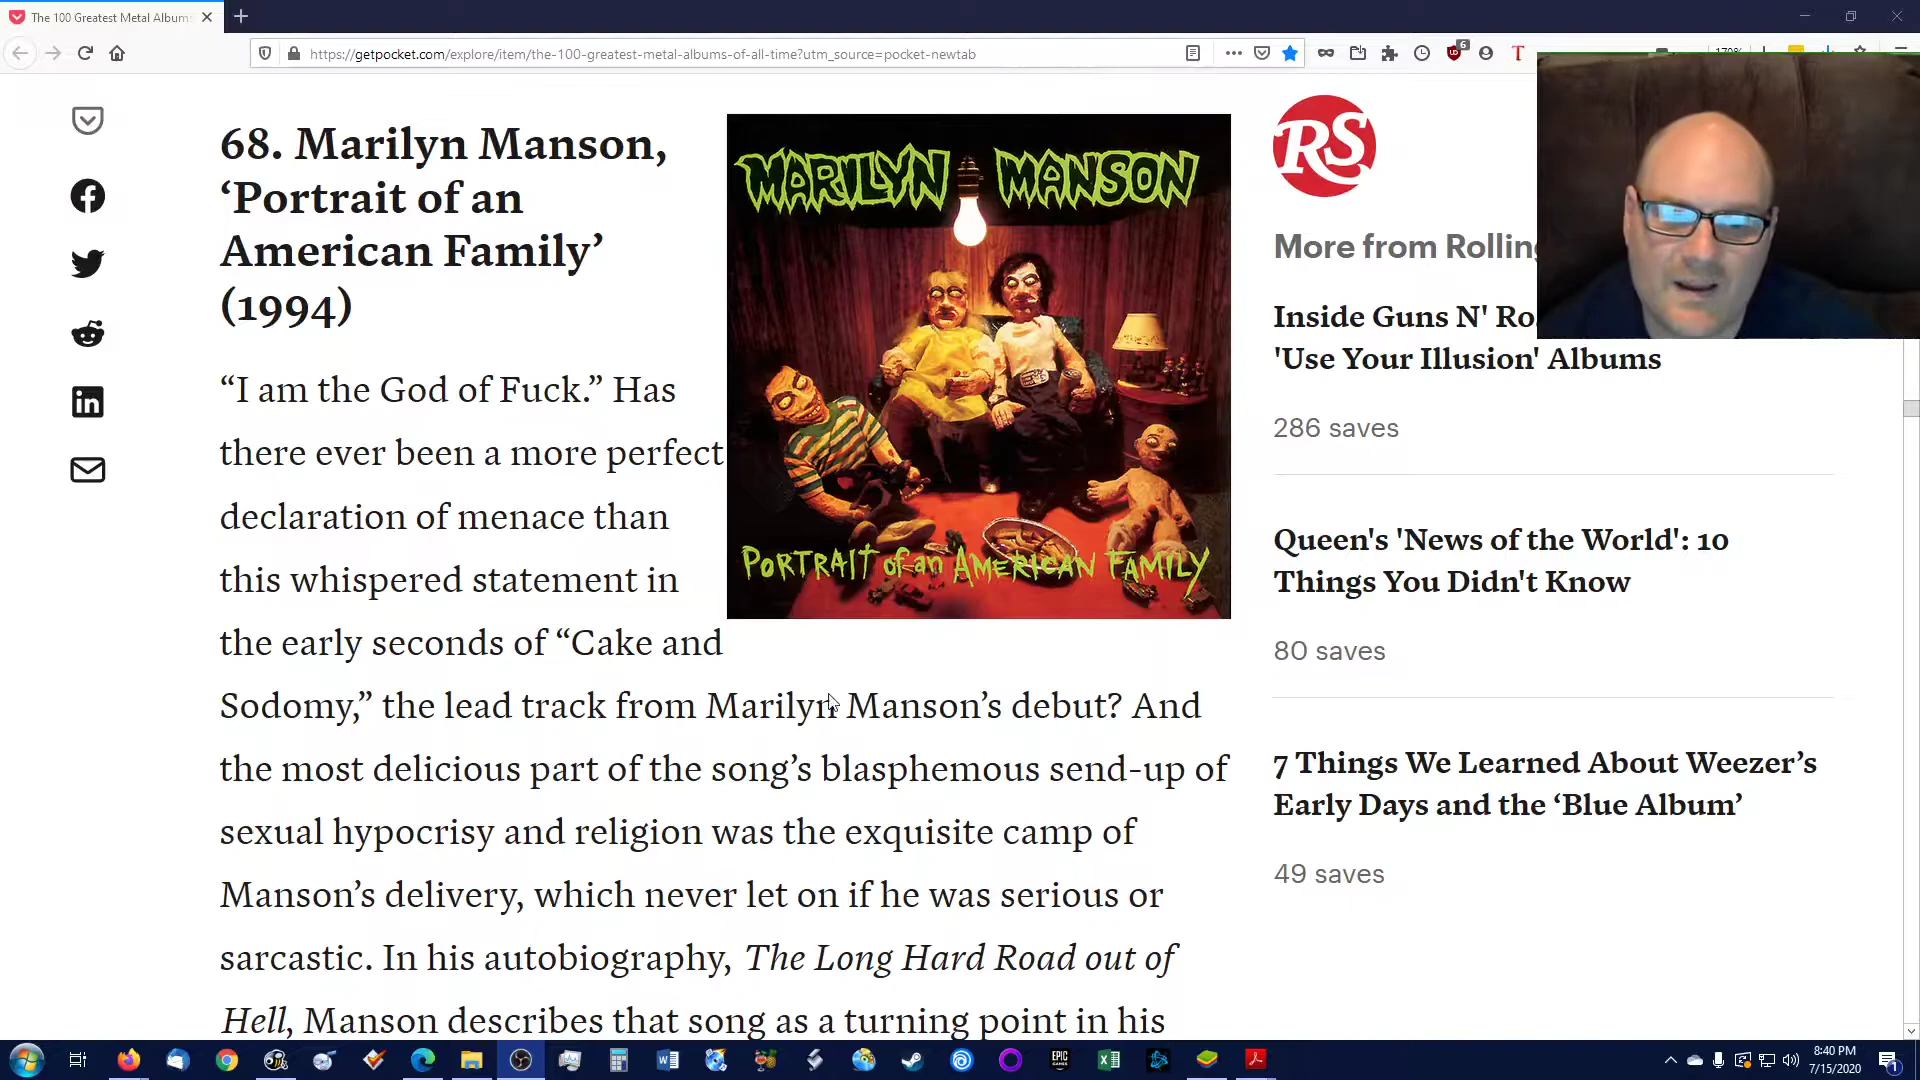 The 100 Greatest Metal Albums
https://getpocket.com/explore/item/the-100-greatest-metal-albums-of-all-time?utm_source=pocket-newtab
6
T
68. Marilyn Manson,
‘Portrait of an
American Family’
(1994)
“I am the God of Fuck.” Has
there ever been a more perfect
declaration of menace than
this whispered statement in
the early seconds of “Cake and
Sodomy,” the lead track from Marilyn Manson’s debut? And
the most delicious part of the song’s blasphemous send-up of
sexual hypocrisy and religion was the exquisite camp of
Manson’s delivery, which never let on if he was serious or
sarcastic. In his autobiography, The Long Hard Road out of
Hell, Manson describes that song as a turning point in his
MARILYN MANSON
PORTRAIT of an AMERICAN FAMILY
RS
More from Rolling
Inside Guns N' Ro
'Use Your Illusion' Albums
286 saves
Queen's 'News of the World': 10
Things You Didn't Know
80 saves
7 Things We Learned About Weezer’s
Early Days and the ‘Blue Album’
49 saves
EPIC
GAMES
8:40 PM
7/15/2020
1